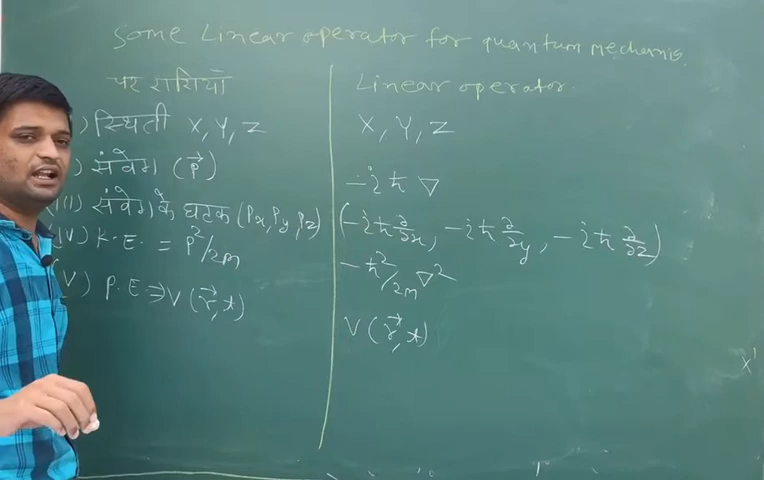 Some Linear operator for quantum mechanis.
पर राशियाँ Linear operator.
) स्थिती X, Y, Z X, Y, Z
) संवेग (p⃗) -iħ ∇
(III) संवेग के घटक (Px, Py, Pz) (-iħ ∂/∂x, -iħ ∂/∂y, -iħ ∂/∂z)
(IV) K.E. = p²/2m -ħ²/2m ∇²
V) P.E ⇒ V(r⃗, t) V(r⃗, t)
X'